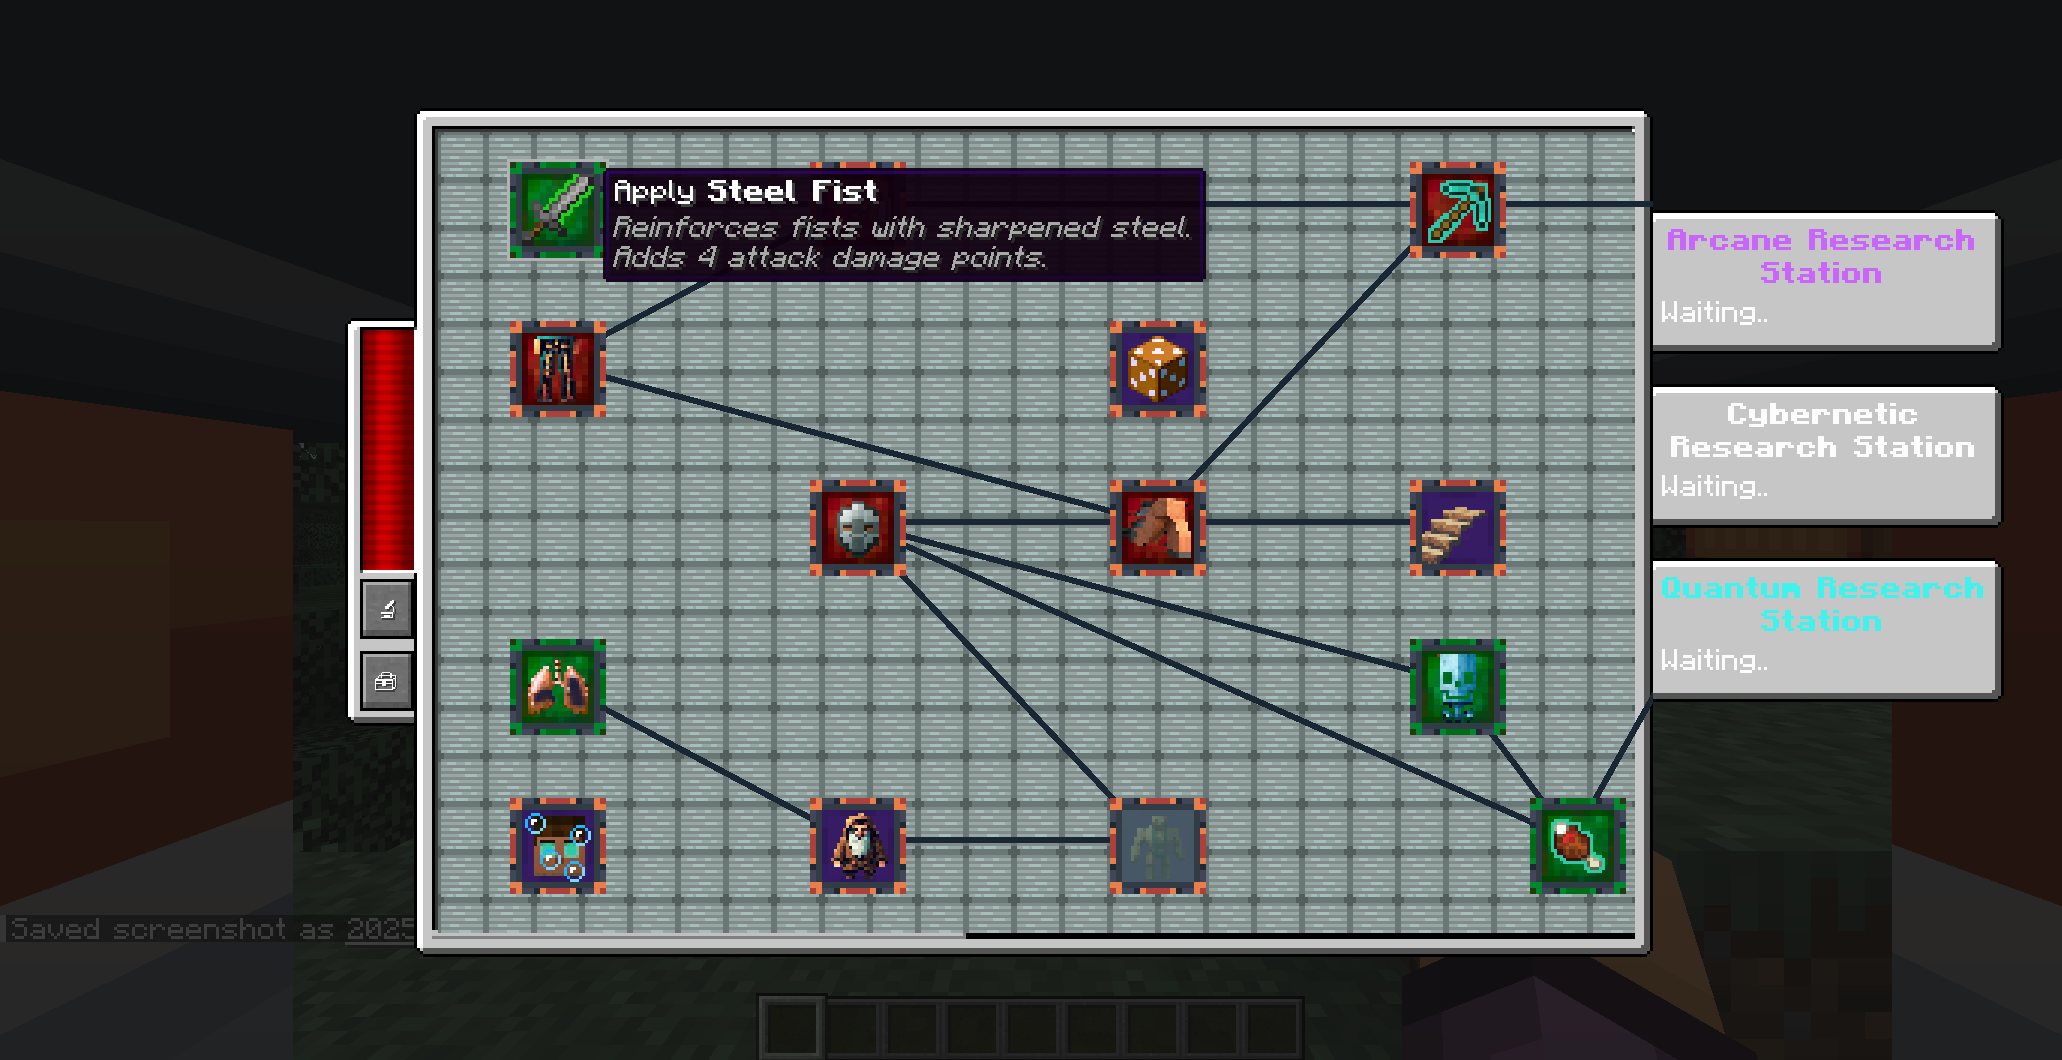 Apply Steel Fist
Reinforces fists with sharpened steel.
Adds 4 attack damage points.
Arcane Research
Station
Waiting..
Cybernetic
Research Station
Waiting..
Quantum Research
Station
Waiting..
Saved screenshot as 2025